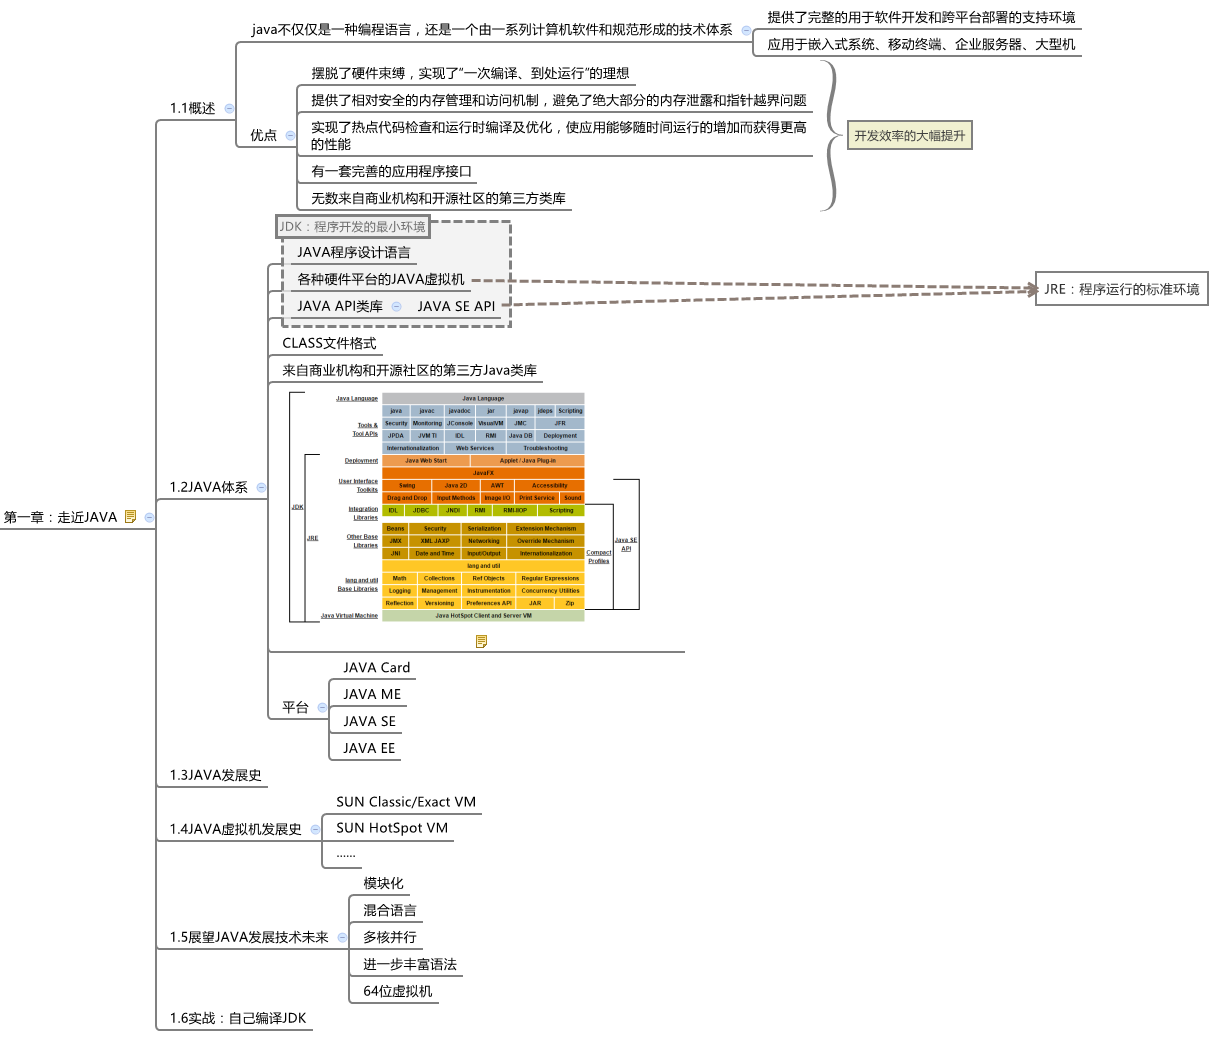 第一章：走近JAVA
1.1概述
java不仅仅是一种编程语言，还是一个由一系列计算机软件和规范形成的技术体系
提供了完整的用于软件开发和跨平台部署的支持环境
应用于嵌入式系统、移动终端、企业服务器、大型机
优点
摆脱了硬件束缚，实现了“一次编译、到处运行”的理想
提供了相对安全的内存管理和访问机制，避免了绝大部分的内存泄露和指针越界问题
实现了热点代码检查和运行时编译及优化，使应用能够随时间运行的增加而获得更高
的性能
有一套完善的应用程序接口
无数来自商业机构和开源社区的第三方类库
开发效率的大幅提升
1.2JAVA体系
JDK：程序开发的最小环境
JAVA程序设计语言
各种硬件平台的JAVA虚拟机
JAVA API类库
JAVA SE API
JRE：程序运行的标准环境
CLASS文件格式
来自商业机构和开源社区的第三方Java类库
JDK
JRE
Java Language
Java Language
Tools &
Tool APIs
java javac javadoc jar javap jdeps Scripting
Security Monitoring JConsole VisualVM JMC JFR
JPDA JVM TI IDL RMI Java DB Deployment
Internationalization Web Services Troubleshooting
Deployment
Java Web Start Applet / Java Plug-in
User Interface
Toolkits
JavaFX
Swing Java 2D AWT Accessibility
Drag and Drop Input Methods Image I/O Print Service Sound
Integration
Libraries
IDL JDBC JNDI RMI RMI-IIOP Scripting
Other Base
Libraries
Beans Security Serialization Extension Mechanism
JMX XML JAXP Networking Override Mechanism
JNI Date and Time Input/Output Internationalization
lang and util
lang and util
Base Libraries
Math Collections Ref Objects Regular Expressions
Logging Management Instrumentation Concurrency Utilities
Reflection Versioning Preferences API JAR Zip
Java Virtual Machine
Java HotSpot Client and Server VM
Compact
Profiles
Java SE
API
平台
JAVA Card
JAVA ME
JAVA SE
JAVA EE
1.3JAVA发展史
1.4JAVA虚拟机发展史
SUN Classic/Exact VM
SUN HotSpot VM
......
1.5展望JAVA发展技术未来
模块化
混合语言
多核并行
进一步丰富语法
64位虚拟机
1.6实战：自己编译JDK